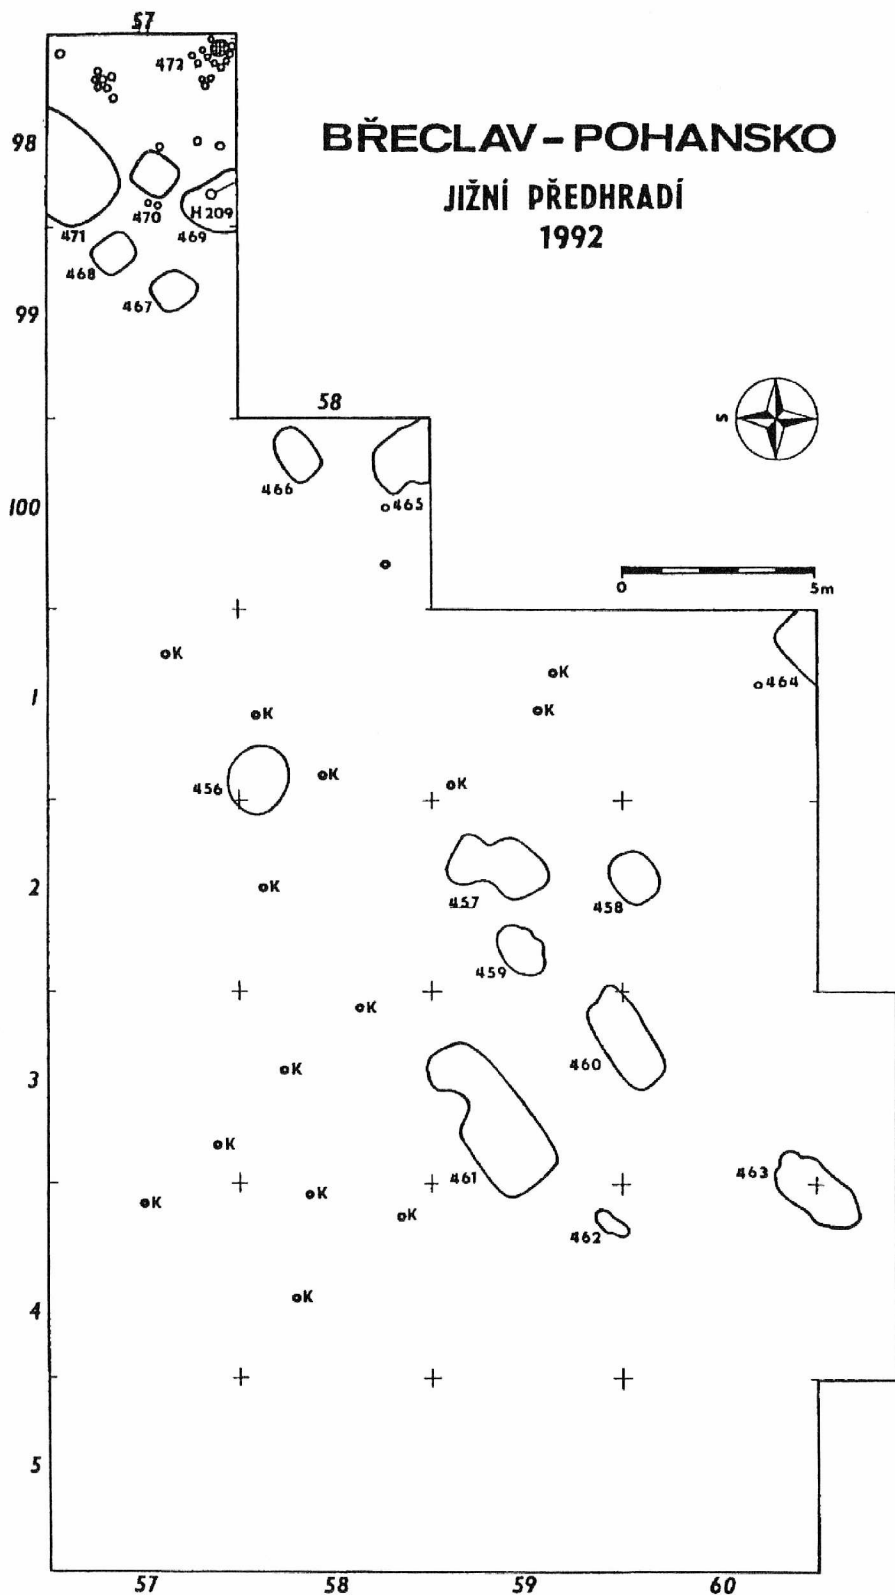 57
472
98
BŘECLAV – POHANSKO
JIŽNÍ PŘEDHRADÍ
1992
471
470
H 209
469
468
467
99
58
S
466
465
100
0
5m
K
K
464
1
K
K
K
K
456
2
K
457
458
459
K
460
3
K
K
461
463
K
K
K
462
K
4
5
57
58
59
60